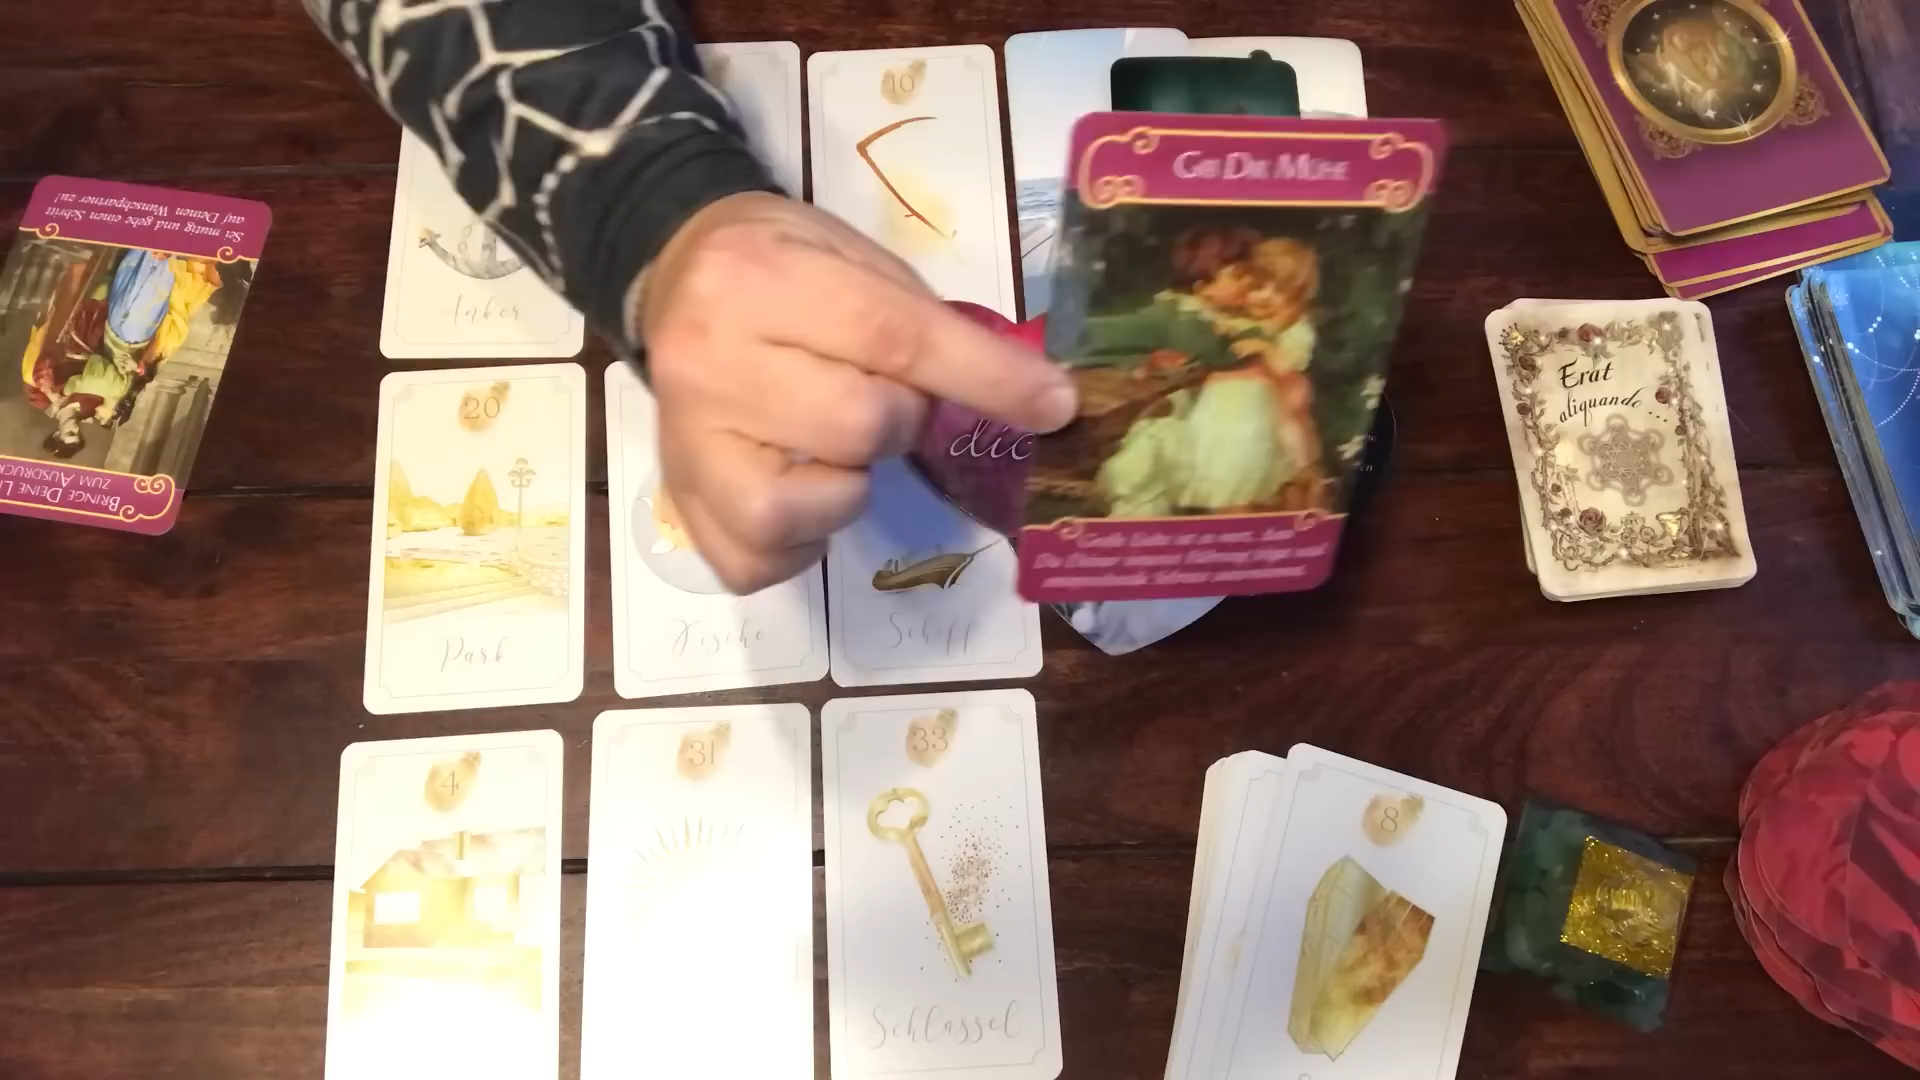 10
GIB DIR MÜHE
Sei mutig und gehe einen Schritt
auf Deinen Wunschpartner zu!
BRINGE DEINE
ZUM AUSDRUCK
Anker
Erat
aliquando...
20
dic
Park
Fische
Schiff
4
31
33
8
Schlüssel